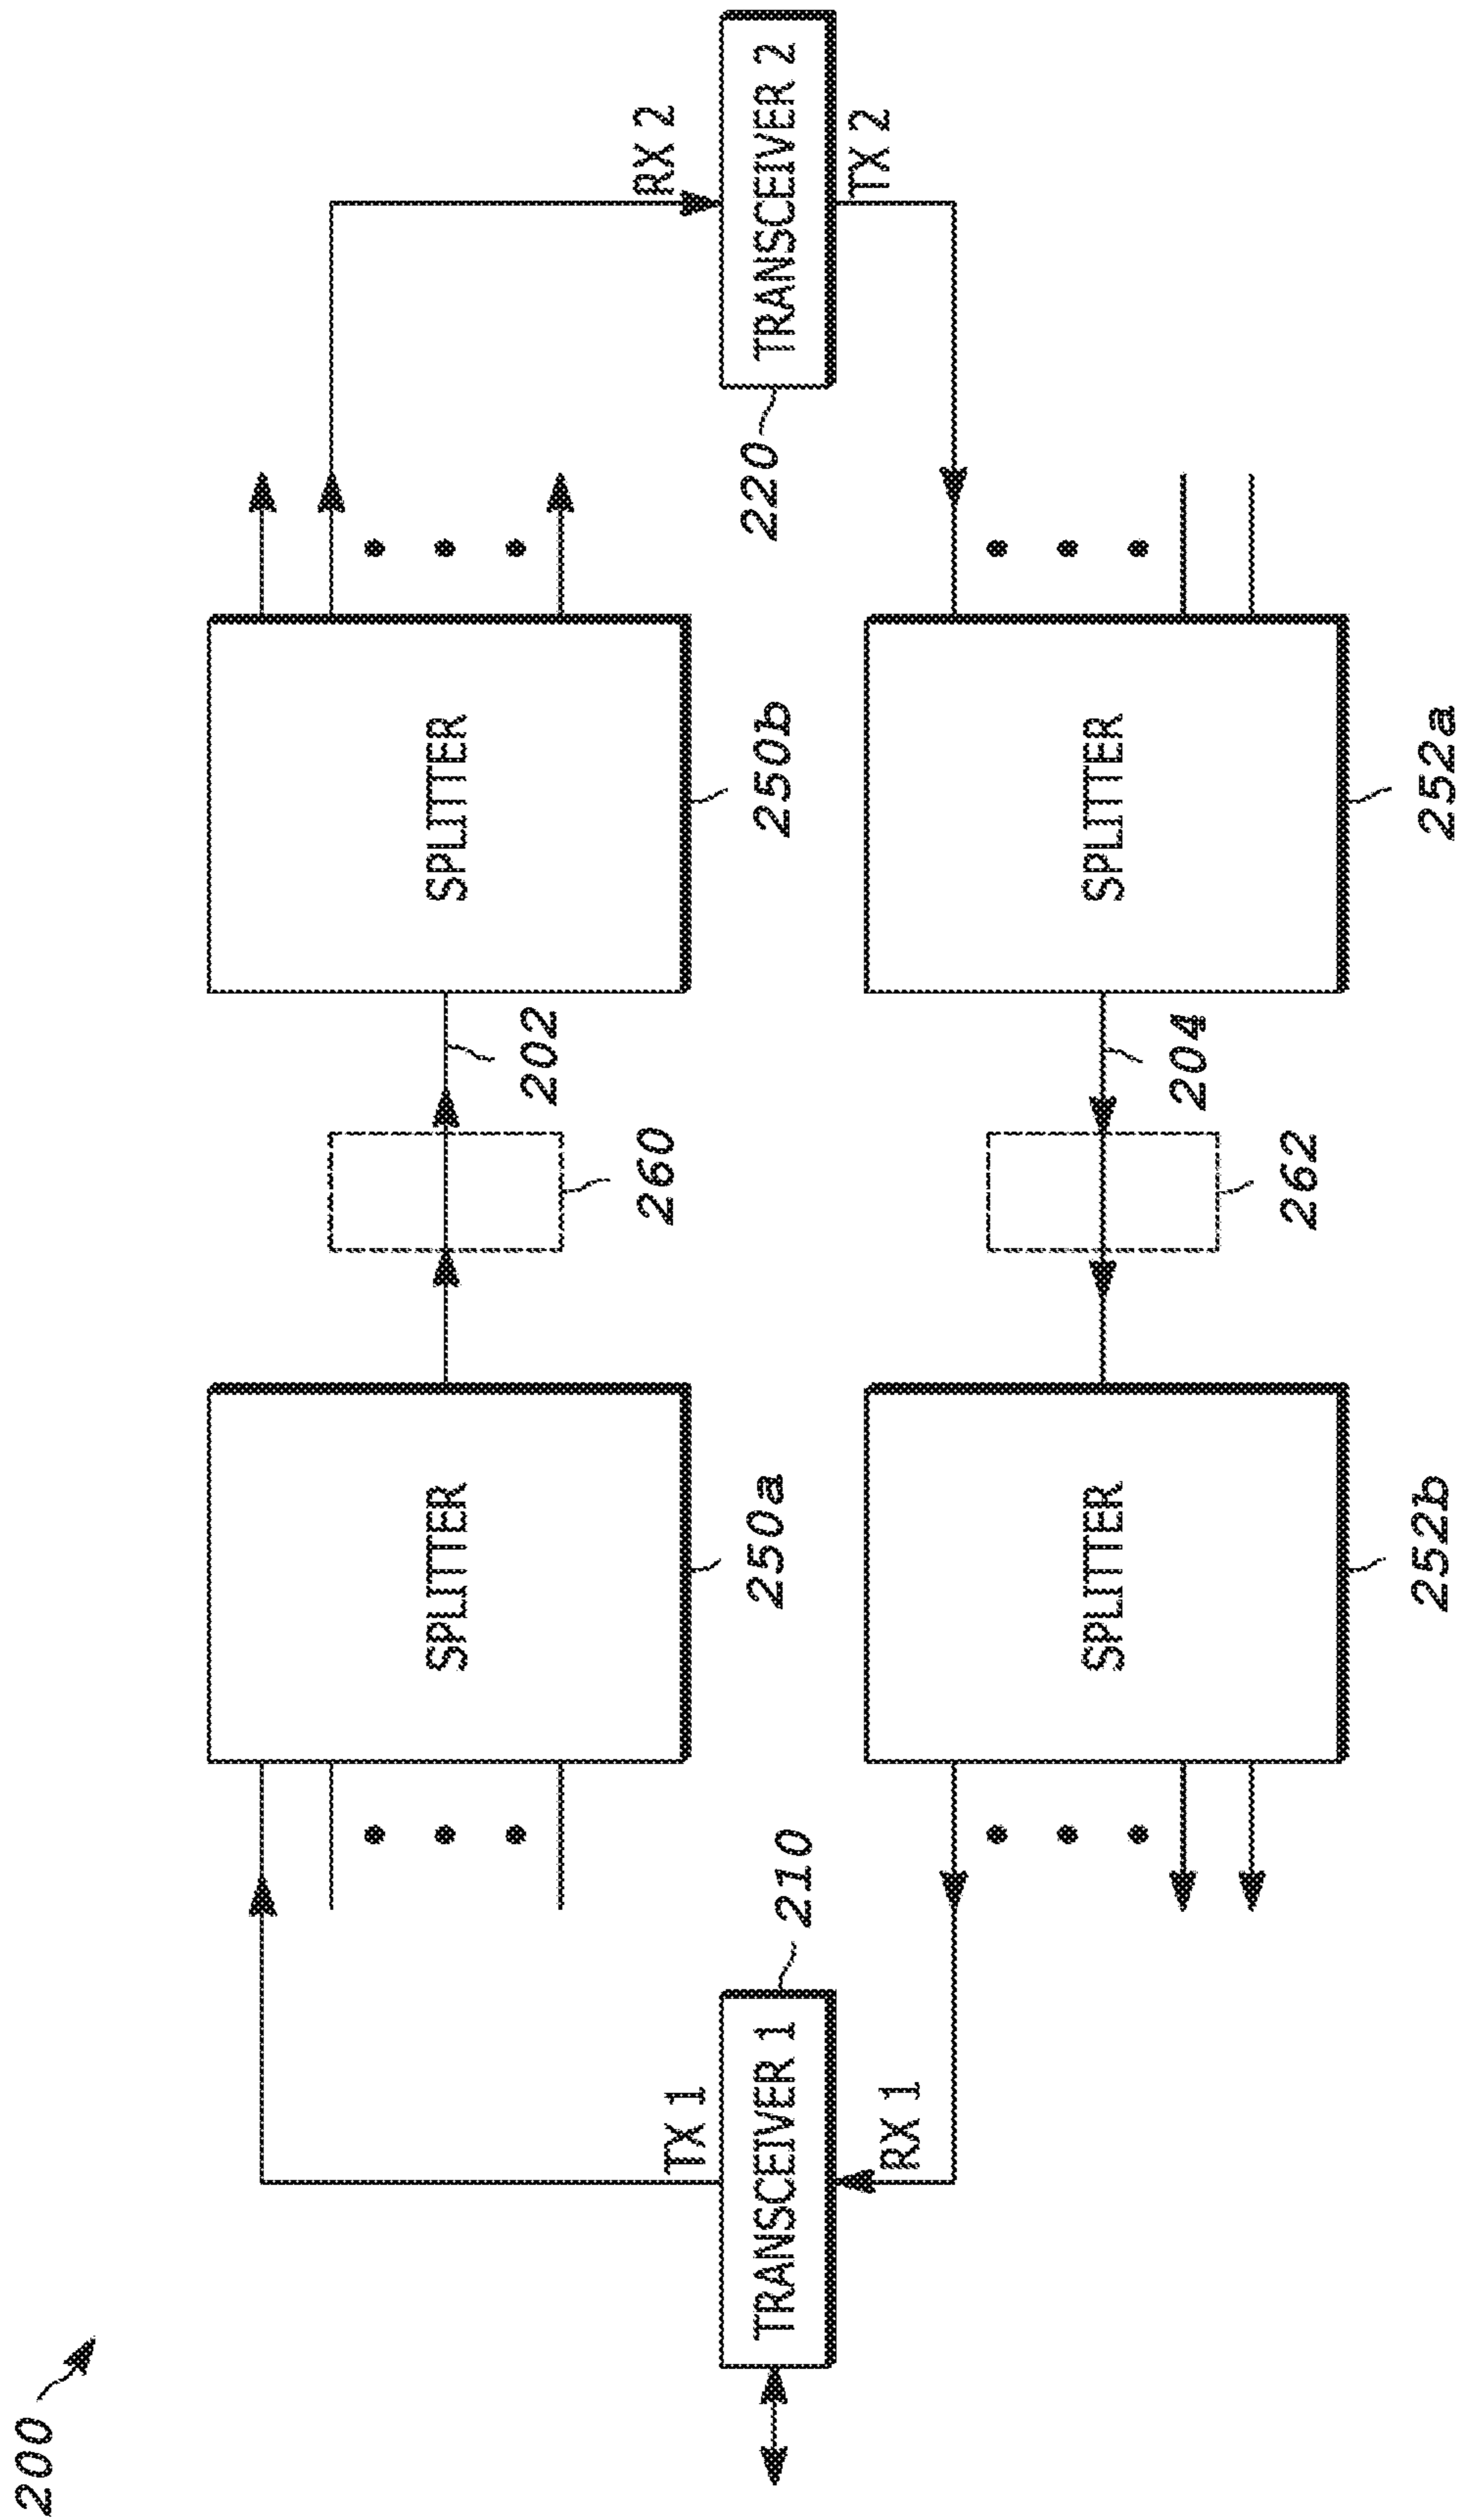 200
TRANSCEIVER 1
210
TX 1
RX 1
SPLITTER
250a
SPLITTER
252b
260
262
202
204
SPLITTER
250b
SPLITTER
252a
220
TRANSCEIVER 2
RX 2
TX 2